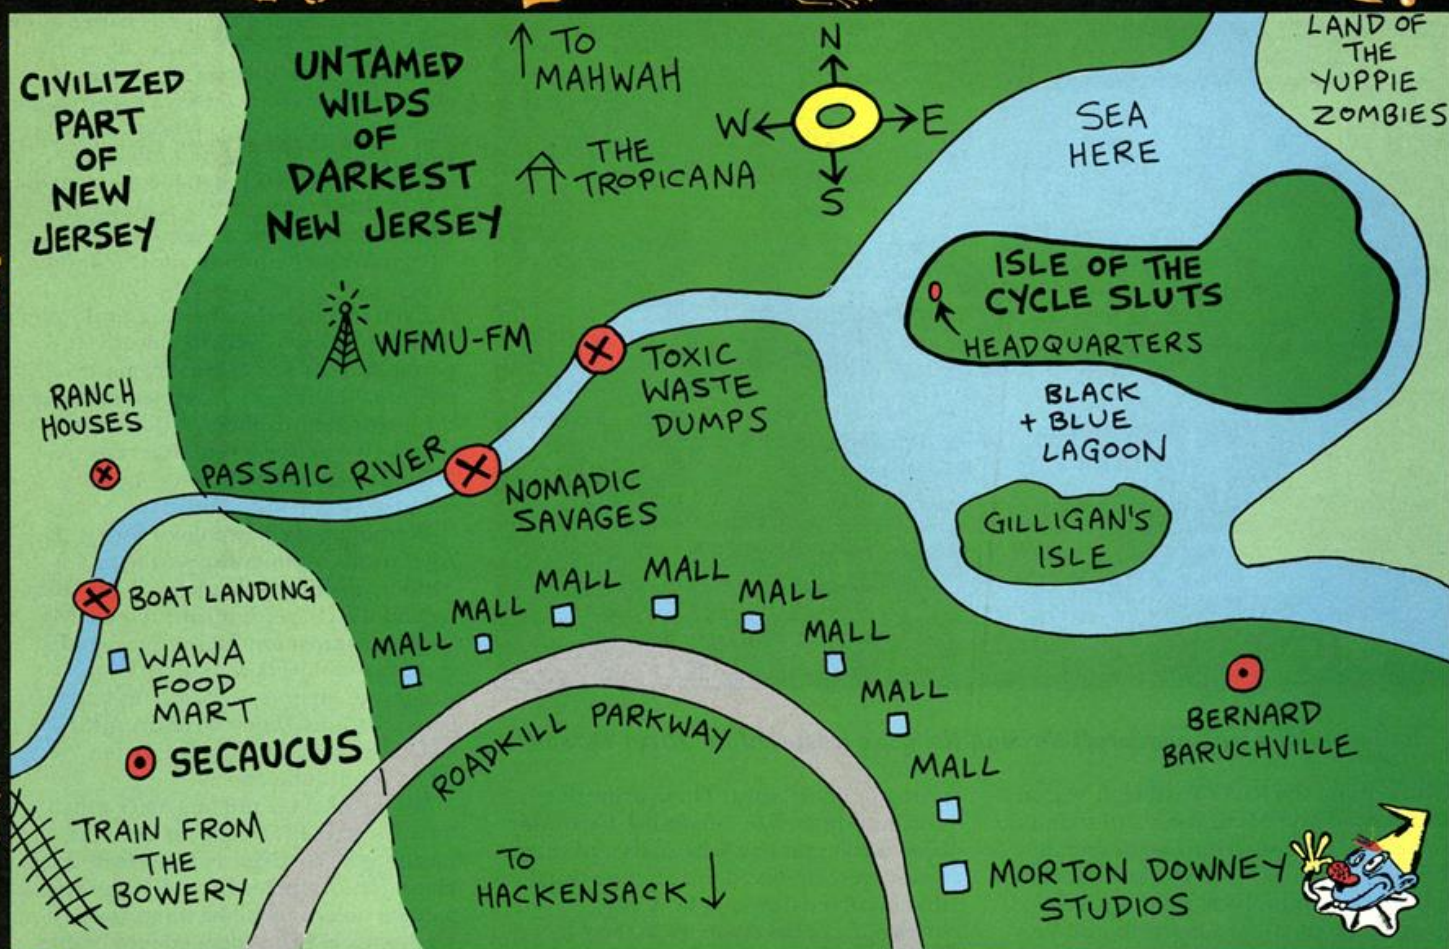 CIVILIZED
PART
OF
NEW
JERSEY
UNTAMED
WILDS
OF
DARKEST
NEW JERSEY
TO
MAHWAH
THE
TROPICANA
N
W
E
S
SEA
HERE
LAND OF
THE
YUPPIE
ZOMBIES
ISLE OF THE
CYCLE SLUTS
HEADQUARTERS
BLACK
+ BLUE
LAGOON
GILLIGAN'S
ISLE
WFMU-FM
TOXIC
WASTE
DUMPS
RANCH
HOUSES
PASSAIC RIVER
NOMADIC
SAVAGES
BOAT LANDING
WAWA
FOOD
MART
SECAUCUS
TRAIN FROM
THE
BOWERY
MALL
MALL
MALL
MALL
MALL
MALL
MALL
MALL
ROADKILL PARKWAY
TO
HACKENSACK
BERNARD
BARUCHVILLE
MORTON DOWNEY
STUDIOS